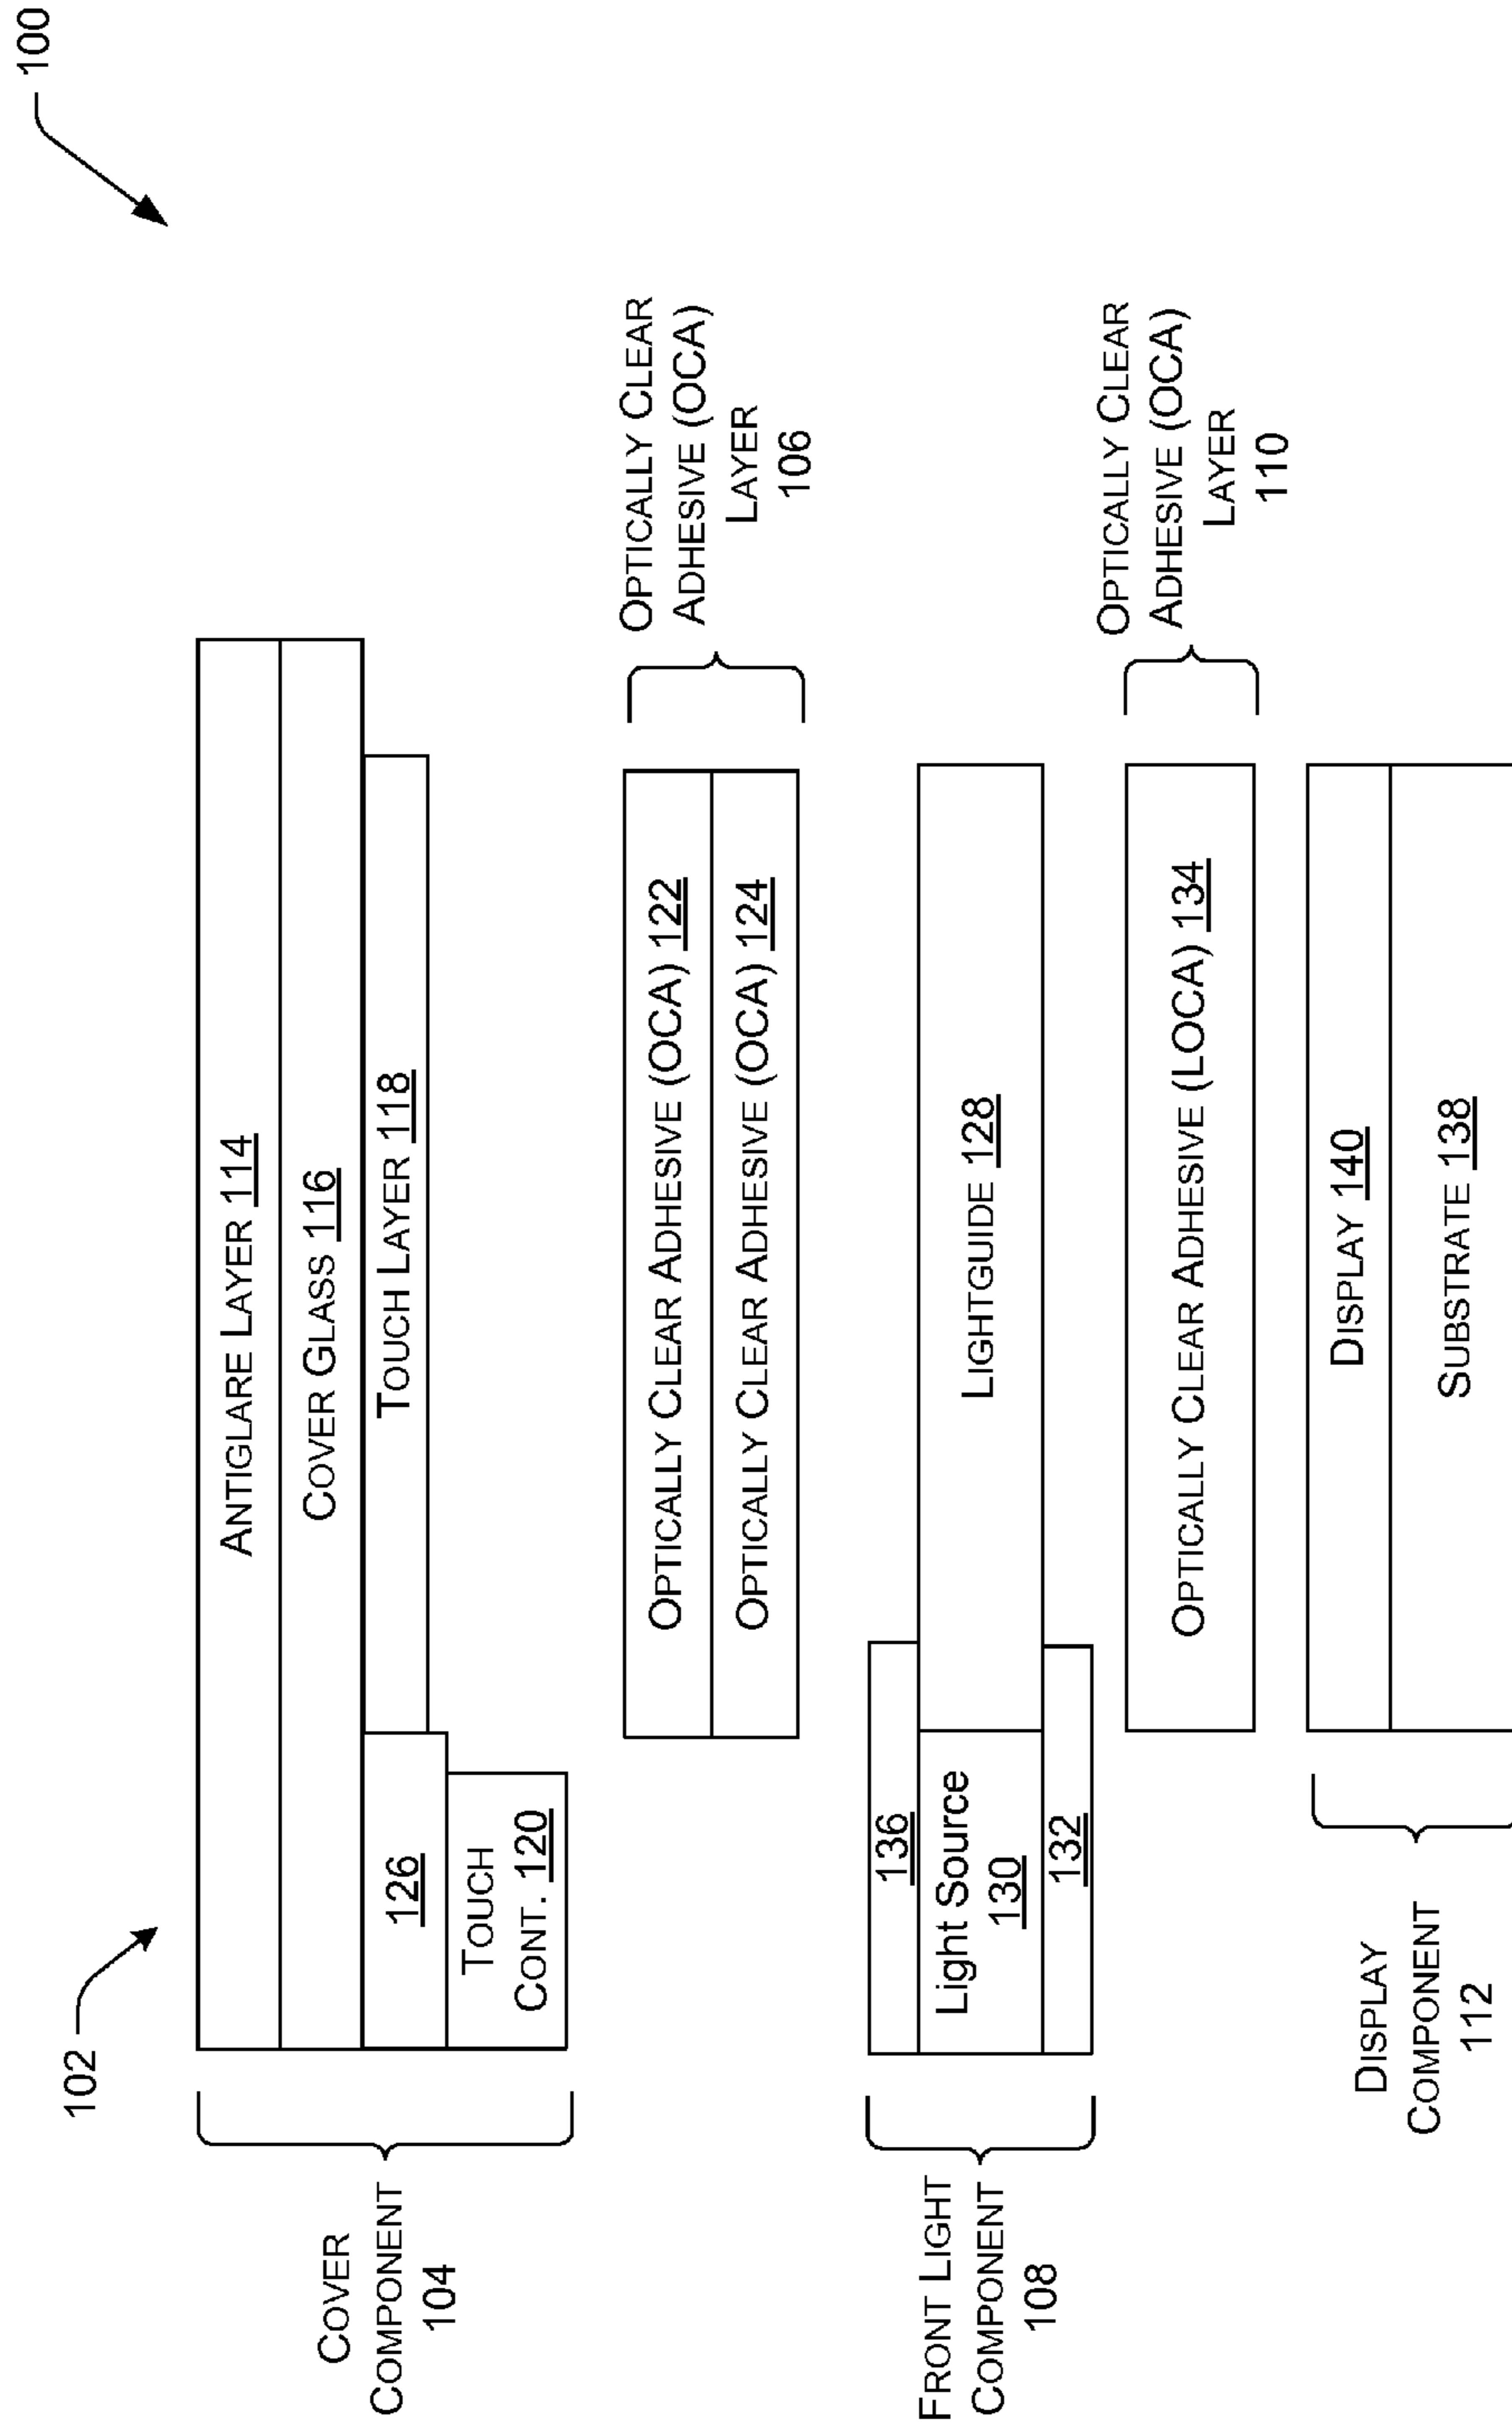 100
102
ANTIGLARE LAYER 114
COVER GLASS 116
TOUCH LAYER 118
126
TOUCH
CONT. 120
COVER
COMPONENT
104
OPTICALLY CLEAR ADHESIVE (OCA) 122
OPTICALLY CLEAR ADHESIVE (OCA) 124
OPTICALLY CLEAR
ADHESIVE (OCA)
LAYER
106
136
Light Source
130
132
LIGHTGUIDE 128
FRONT LIGHT
COMPONENT
108
OPTICALLY CLEAR ADHESIVE (LOCA) 134
OPTICALLY CLEAR
ADHESIVE (OCA)
LAYER
110
DISPLAY 140
SUBSTRATE 138
DISPLAY
COMPONENT
112